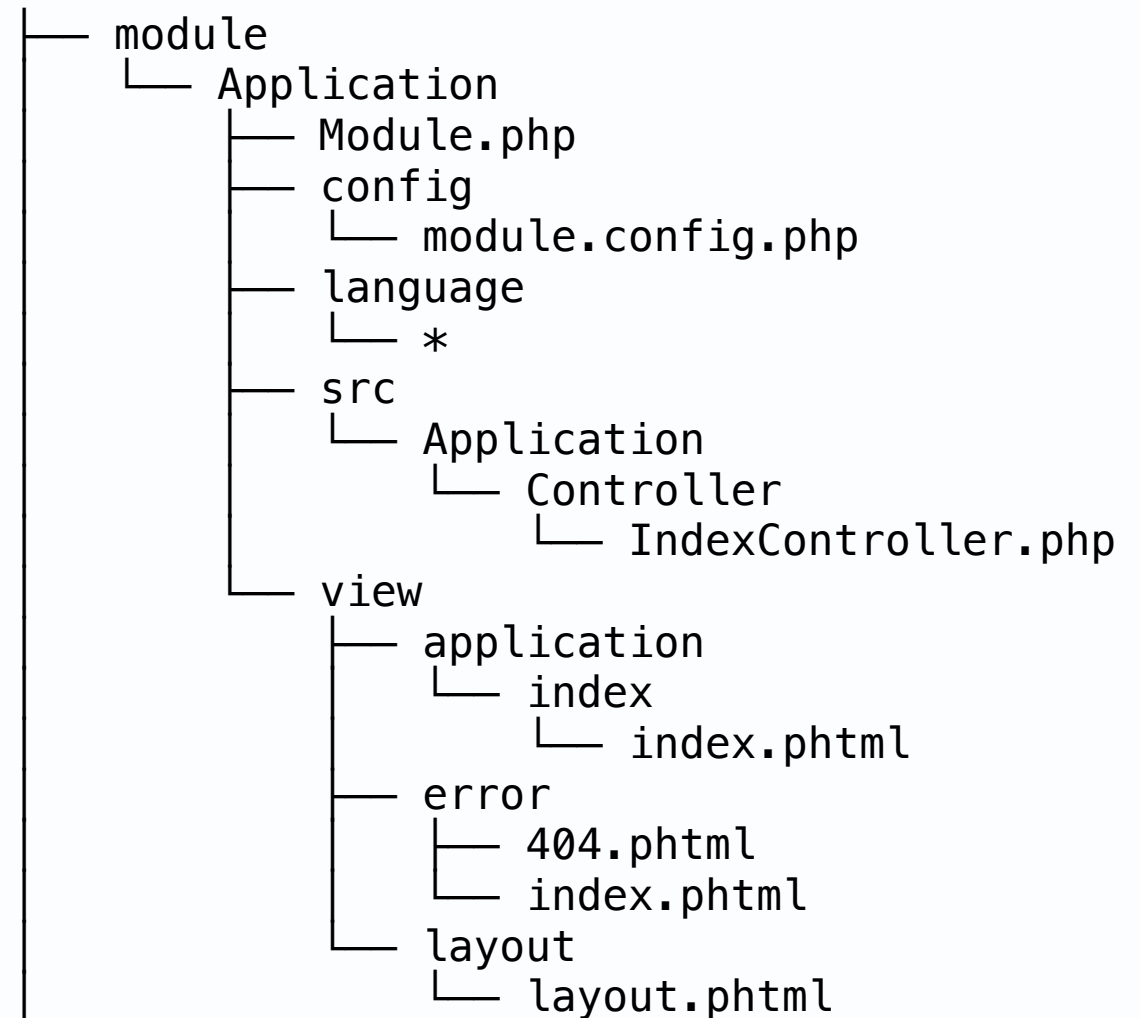 ├── module
│   └── Application
│       ├── Module.php
│       ├── config
│       │   └── module.config.php
│       ├── language
│       │   └── *
│       ├── src
│       │   └── Application
│       │       └── Controller
│       │           └── IndexController.php
│       └── view
│           ├── application
│           │   └── index
│           │       └── index.phtml
│           ├── error
│           │   ├── 404.phtml
│           │   └── index.phtml
│           └── layout
│               └── layout.phtml